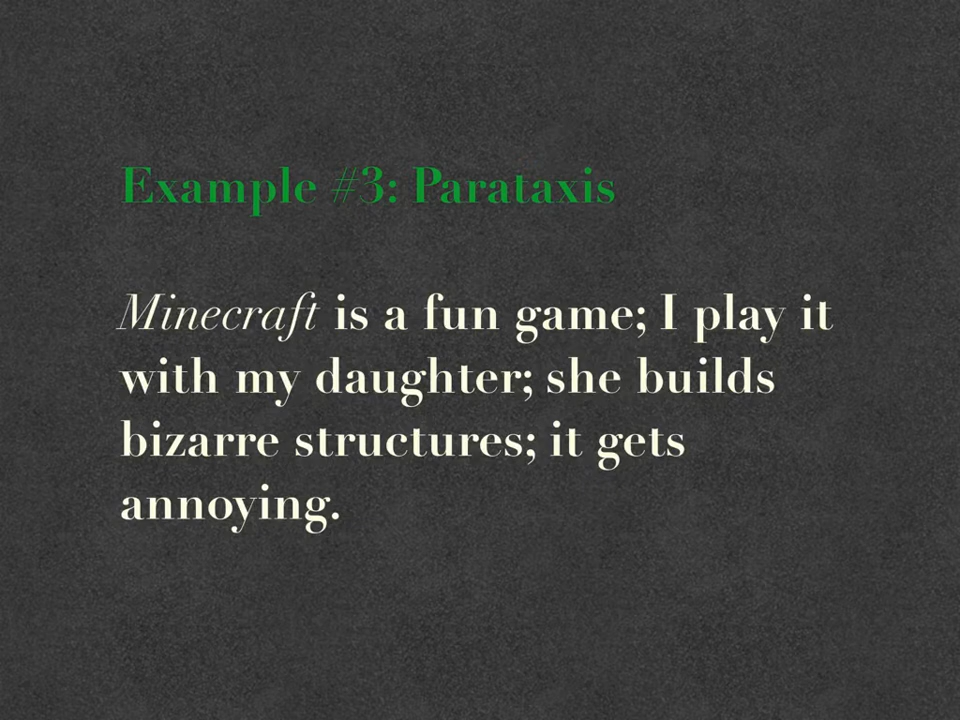 Example #3: Parataxis
Minecraft is a fun game; I play it
with my daughter; she builds
bizarre structures; it gets
annoying.